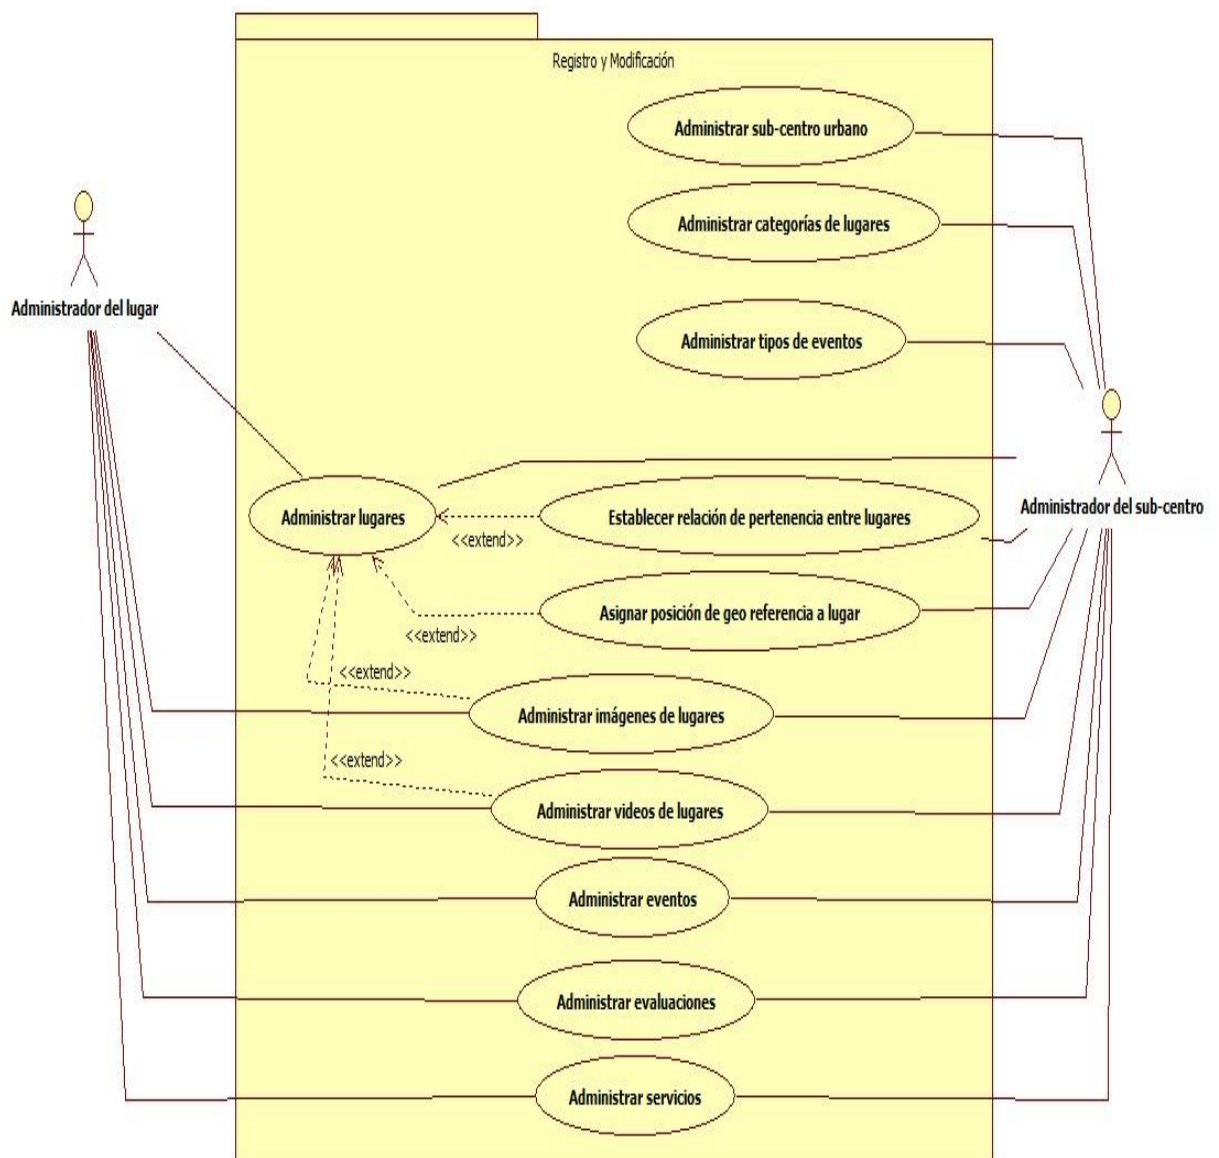 Registro y Modificación
Administrar sub-centro urbano
Administrar categorías de lugares
Administrador del lugar
Administrar tipos de eventos
Administrar lugares
<<extend>>
Establecer relación de pertenencia entre lugares
Administrador del sub-centro
<<extend>>
Asignar posición de geo referencia a lugar
<<extend>>
Administrar imágenes de lugares
<<extend>>
Administrar videos de lugares
Administrar eventos
Administrar evaluaciones
Administrar servicios